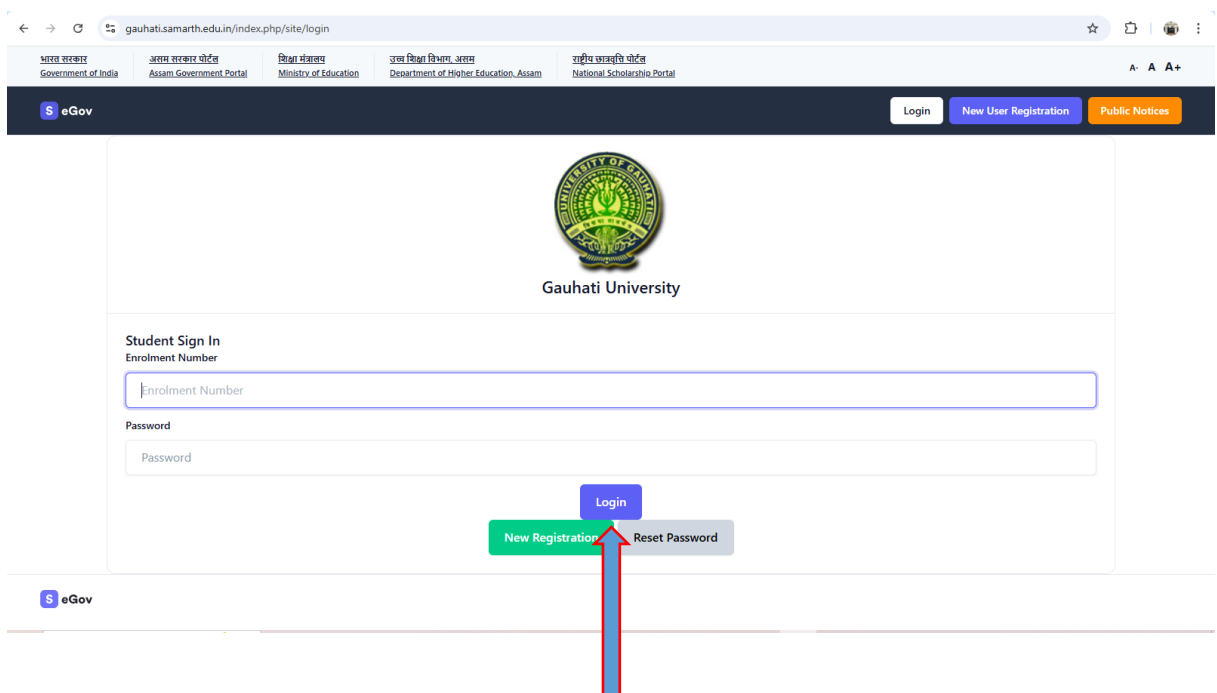 gauhati.samarth.edu.in/index.php/site/login
भारत सरकार
Government of India
असम सरकार पोर्टल
Assam Government Portal
शिक्षा मंत्रालय
Ministry of Education
उच्च शिक्षा विभाग, असम
Department of Higher Education, Assam
राष्ट्रीय छात्रवृत्ति पोर्टल
National Scholarship Portal
A- A A+
S eGov
Login
New User Registration
Public Notices
UNIVERSITY OF GAUHATI
Gauhati University
Student Sign In
Enrolment Number
Enrolment Number
Password
Password
Login
New Registration
Reset Password
S eGov